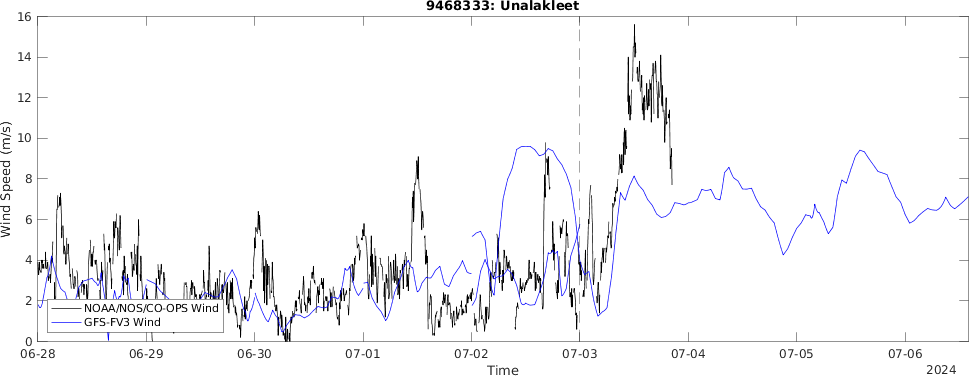 9468333: Unalakleet
Wind Speed (m/s)
16
14
12
10
8
6
4
2
0
NOAA/NOS/CO-OPS Wind
GFS-FV3 Wind
06-28 06-29 06-30 07-01 07-02 07-03 07-04 07-05 07-06
Time
2024